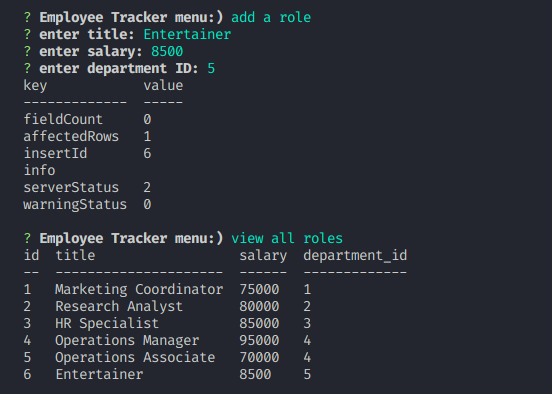 ? Employee Tracker menu:) add a role
? enter title: Entertainer
? enter salary: 8500
? enter department ID: 5
key            value
-------------  -----
fieldCount     0
affectedRows   1
insertId       6
info
serverStatus   2
warningStatus  0

? Employee Tracker menu:) view all roles
id  title                  salary  department_id
--  ---------------------  ------  -------------
1   Marketing Coordinator  75000   1
2   Research Analyst       80000   2
3   HR Specialist          85000   3
4   Operations Manager     95000   4
5   Operations Associate   70000   4
6   Entertainer            8500    5